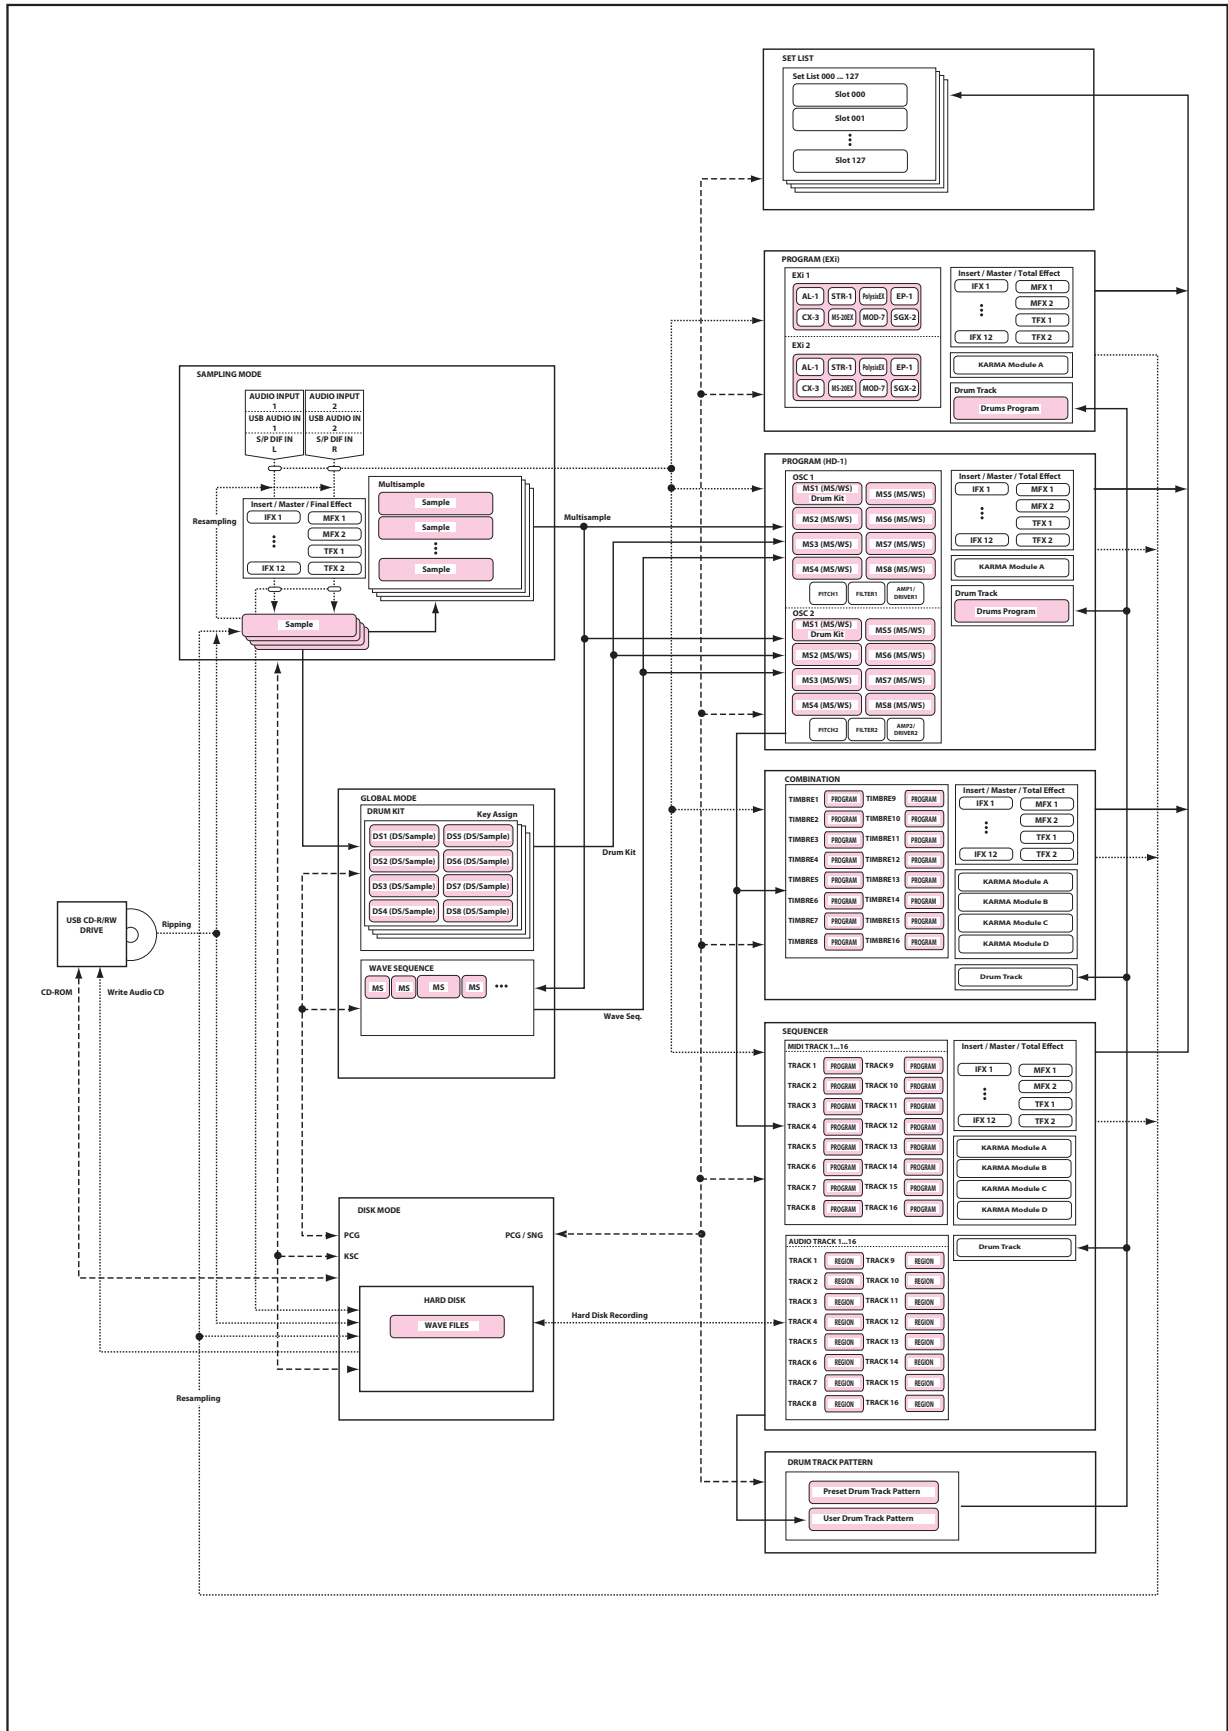 SET LIST
Set List 000 ... 127
Slot 000
Slot 001
Slot 127
PROGRAM (EXi)
EXi 1
AL-1 STR-1 PolysixEX EP-1
CX-3 MS-20EX MOD-7 SGX-2
EXi 2
AL-1 STR-1 PolysixEX EP-1
CX-3 MS-20EX MOD-7 SGX-2
Insert / Master / Total Effect
IFX 1 MFX 1
MFX 2
TFX 1
IFX 12 TFX 2
KARMA Module A
Drum Track
Drums Program
SAMPLING MODE
AUDIO INPUT 1
AUDIO INPUT 2
USB AUDIO IN 1
USB AUDIO IN 2
S/P DIF IN L
S/P DIF IN R
Resampling
Insert / Master / Final Effect
IFX 1 MFX 1
MFX 2
TFX 1
IFX 12 TFX 2
Multisample
Sample
Sample
Sample
Sample
Multisample
PROGRAM (HD-1)
OSC 1
MS1 (MS/WS)
Drum Kit
MS5 (MS/WS)
MS2 (MS/WS) MS6 (MS/WS)
MS3 (MS/WS) MS7 (MS/WS)
MS4 (MS/WS) MS8 (MS/WS)
PITCH1 FILTER1 AMP1/
DRIVER1
OSC 2
MS1 (MS/WS)
Drum Kit
MS5 (MS/WS)
MS2 (MS/WS) MS6 (MS/WS)
MS3 (MS/WS) MS7 (MS/WS)
MS4 (MS/WS) MS8 (MS/WS)
PITCH2 FILTER2 AMP2/
DRIVER2
Insert / Master / Total Effect
IFX 1 MFX 1
MFX 2
TFX 1
IFX 12 TFX 2
KARMA Module A
Drum Track
Drums Program
GLOBAL MODE
DRUM KIT
Key Assign
DS1 (DS/Sample) DS5 (DS/Sample)
DS2 (DS/Sample) DS6 (DS/Sample)
DS3 (DS/Sample) DS7 (DS/Sample)
DS4 (DS/Sample) DS8 (DS/Sample)
Drum Kit
WAVE SEQUENCE
MS MS MS MS
Wave Seq.
USB CD-R/RW
DRIVE
Ripping
CD-ROM
Write Audio CD
COMBINATION
TIMBRE1 PROGRAM TIMBRE9 PROGRAM
TIMBRE2 PROGRAM TIMBRE10 PROGRAM
TIMBRE3 PROGRAM TIMBRE11 PROGRAM
TIMBRE4 PROGRAM TIMBRE12 PROGRAM
TIMBRE5 PROGRAM TIMBRE13 PROGRAM
TIMBRE6 PROGRAM TIMBRE14 PROGRAM
TIMBRE7 PROGRAM TIMBRE15 PROGRAM
TIMBRE8 PROGRAM TIMBRE16 PROGRAM
Insert / Master / Total Effect
IFX 1 MFX 1
MFX 2
TFX 1
IFX 12 TFX 2
KARMA Module A
KARMA Module B
KARMA Module C
KARMA Module D
Drum Track
SEQUENCER
MIDI TRACK 1...16
TRACK 1 PROGRAM TRACK 9 PROGRAM
TRACK 2 PROGRAM TRACK 10 PROGRAM
TRACK 3 PROGRAM TRACK 11 PROGRAM
TRACK 4 PROGRAM TRACK 12 PROGRAM
TRACK 5 PROGRAM TRACK 13 PROGRAM
TRACK 6 PROGRAM TRACK 14 PROGRAM
TRACK 7 PROGRAM TRACK 15 PROGRAM
TRACK 8 PROGRAM TRACK 16 PROGRAM
Insert / Master / Total Effect
IFX 1 MFX 1
MFX 2
TFX 1
IFX 12 TFX 2
KARMA Module A
KARMA Module B
KARMA Module C
KARMA Module D
Drum Track
AUDIO TRACK 1...16
TRACK 1 REGION TRACK 9 REGION
TRACK 2 REGION TRACK 10 REGION
TRACK 3 REGION TRACK 11 REGION
TRACK 4 REGION TRACK 12 REGION
TRACK 5 REGION TRACK 13 REGION
TRACK 6 REGION TRACK 14 REGION
TRACK 7 REGION TRACK 15 REGION
TRACK 8 REGION TRACK 16 REGION
DISK MODE
PCG PCG / SNG
KSC
HARD DISK
WAVE FILES
Hard Disk Recording
Resampling
DRUM TRACK PATTERN
Preset Drum Track Pattern
User Drum Track Pattern